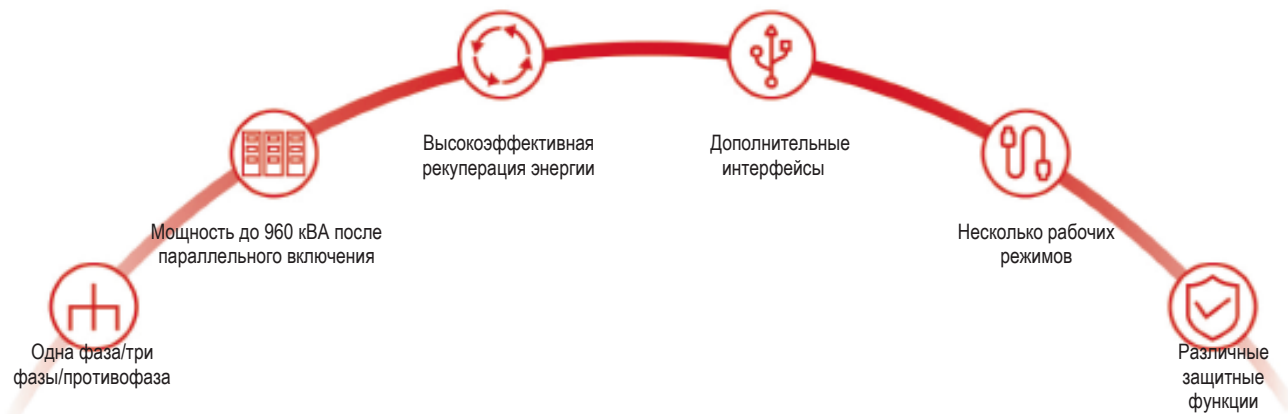 Высокоэффективная
рекуперация энергии
Дополнительные
интерфейсы
Мощность до 960 кВА после
параллельного включения
Несколько рабочих
режимов
Одна фаза/три
фазы/противофаза
Различные
защитные
функции